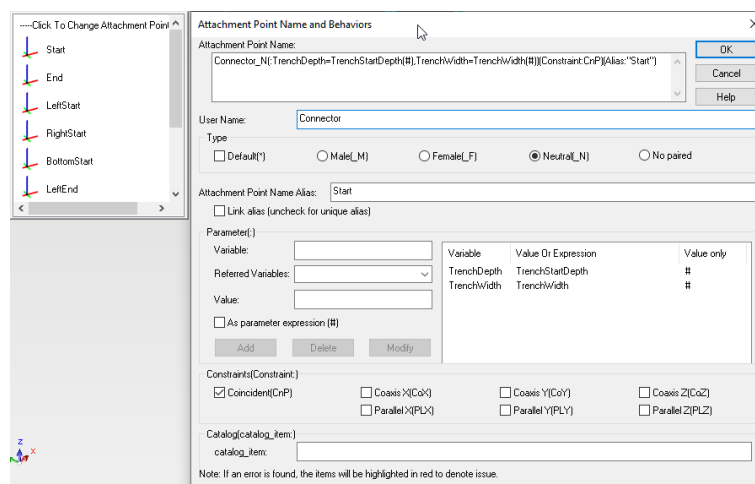 -----Click To Change Attachment Point
Start
End
LeftStart
RightStart
BottomStart
LeftEnd
Attachment Point Name and Behaviors
Attachment Point Name:
Connector_N(:TrenchDepth=TrenchStartDepth(#),TrenchWidth=TrenchWidth(#))(Constraint:CnP)(Alias:"Start")
OK
Cancel
Help
User Name: Connector
Type
Default(*) Male(_M) Female(_F) Neutral(_N) No paired
Attachment Point Name Alias: Start
Link alias (uncheck for unique alias)
Parameter(:)
Variable:
Referred Variables:
Value:
As parameter expression (#)
Add Delete Modify
Variable Value Or Expression Value only
TrenchDepth TrenchStartDepth #
TrenchWidth TrenchWidth #
Constraints(Constraint:)
Coincident(CnP) Coaxis X(CoX) Coaxis Y(CoY) Coaxis Z(CoZ)
Parallel X(PLX) Parallel Y(PLY) Parallel Z(PLZ)
Catalog(catalog_item:)
catalog_item:
Note: If an error is found, the items will be highlighted in red to denote issue.
Z
X